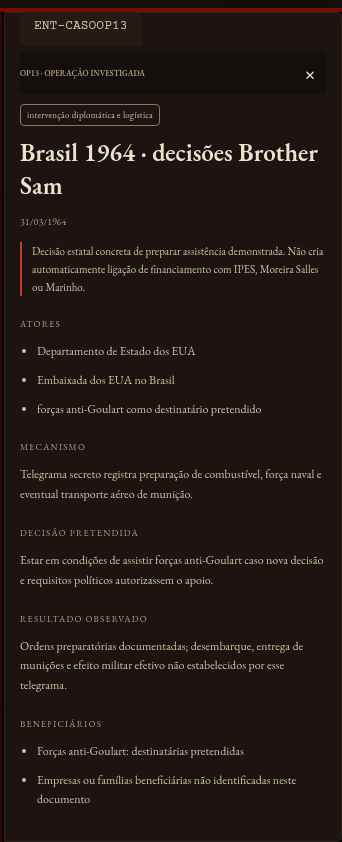 ENT-CASOOP13
OP13 · OPERAÇÃO INVESTIGADA
×
intervenção diplomática e logística
Brasil 1964 · decisões Brother
Sam
31/03/1964
Decisão estatal concreta de preparar assistência demonstrada. Não cria
automaticamente ligação de financiamento com IPES, Moreira Salles
ou Marinho.
ATORES
• Departamento de Estado dos EUA
• Embaixada dos EUA no Brasil
• forças anti-Goulart como destinatário pretendido
MECANISMO
Telegrama secreto registra preparação de combustível, força naval e
eventual transporte aéreo de munição.
DECISÃO PRETENDIDA
Estar em condições de assistir forças anti-Goulart caso nova decisão
e requisitos políticos autorizassem o apoio.
RESULTADO OBSERVADO
Ordens preparatórias documentadas; desembarque, entrega de
munições e efeito militar efetivo não estabelecidos por esse
telegrama.
BENEFICIÁRIOS
• Forças anti-Goulart: destinatárias pretendidas
• Empresas ou famílias beneficiárias não identificadas neste
documento